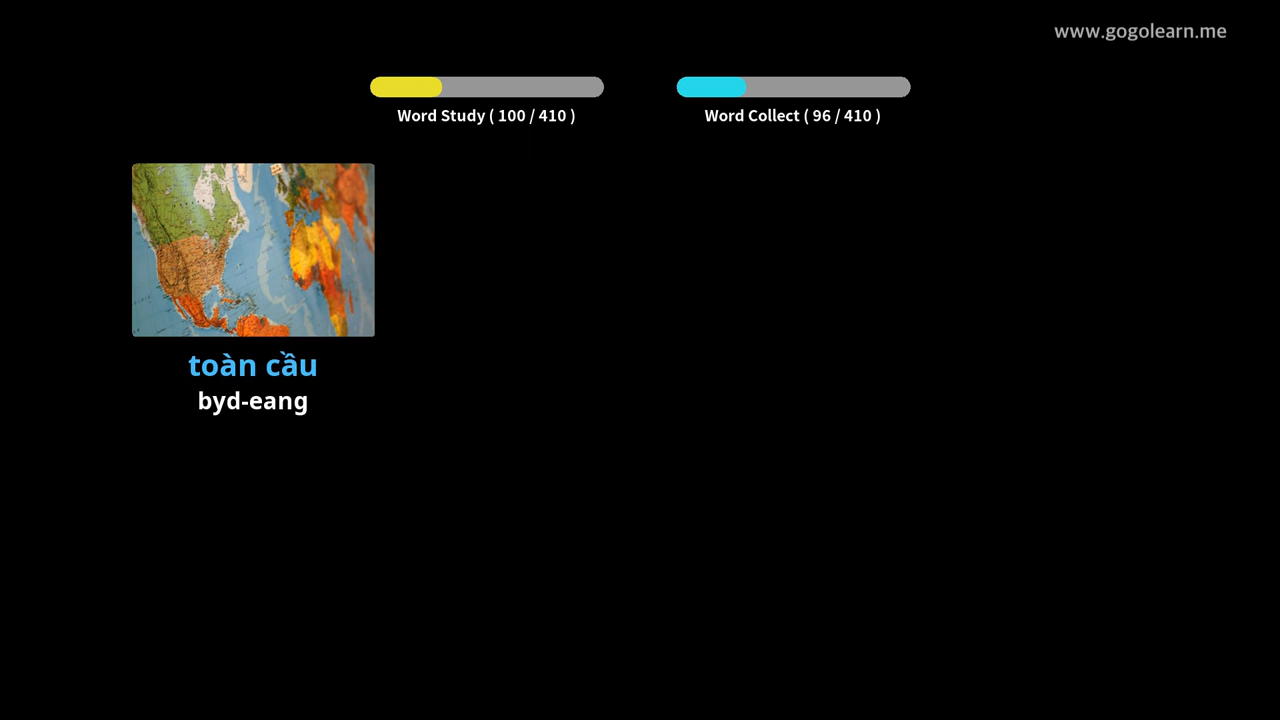 www.gogolearn.me
Word Study ( 100 / 410 )
Word Collect ( 96 / 410 )
toàn cầu
byd-eang